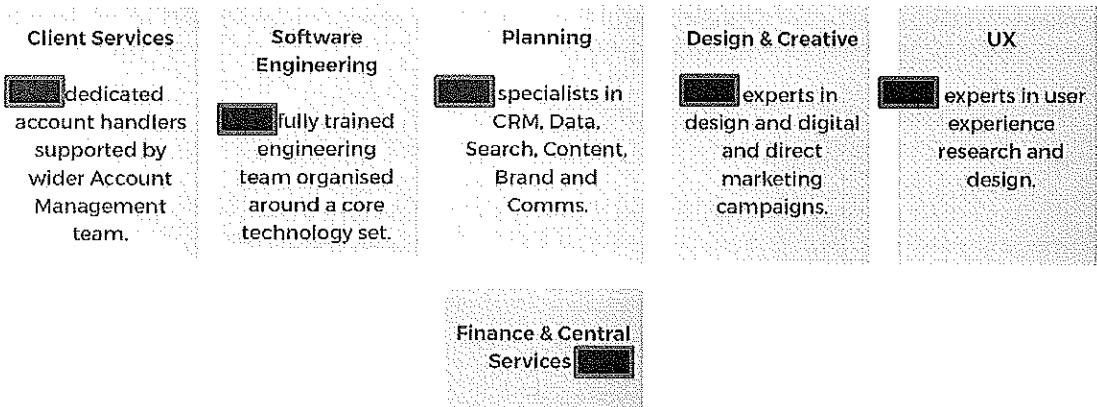 Client Services
dedicated
account handlers
supported by
wider Account
Management
team.
Software
Engineering
fully trained
engineering
team organised
around a core
technology set.
Planning
specialists in
CRM, Data,
Search, Content,
Brand and
Comms.
Design & Creative
experts in
design and digital
and direct
marketing
campaigns.
UX
experts in user
experience
research and
design.
Finance & Central
Services